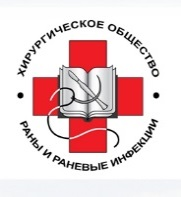 ХИРУРГИЧЕСКОЕ ОБЩЕСТВО
РАНЫ И РАНЕВЫЕ ИНФЕКЦИИ